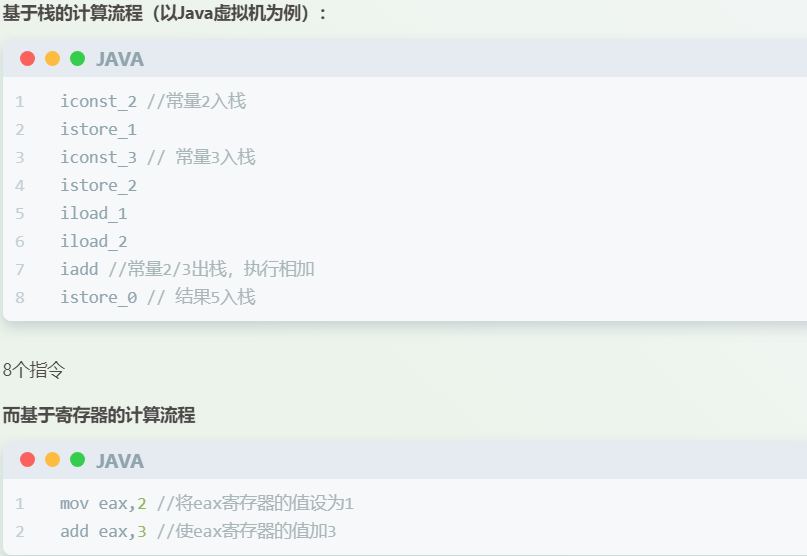 基于栈的计算流程（以Java虚拟机为例）：
JAVA
1 iconst_2 //常量2入栈
2 istore_1
3 iconst_3 // 常量3入栈
4 istore_2
5 iload_1
6 iload_2
7 iadd //常量2/3出栈，执行相加
8 istore_0 // 结果5入栈
8个指令
而基于寄存器的计算流程
JAVA
1 mov eax,2 //将eax寄存器的值设为1
2 add eax,3 //使eax寄存器的值加3